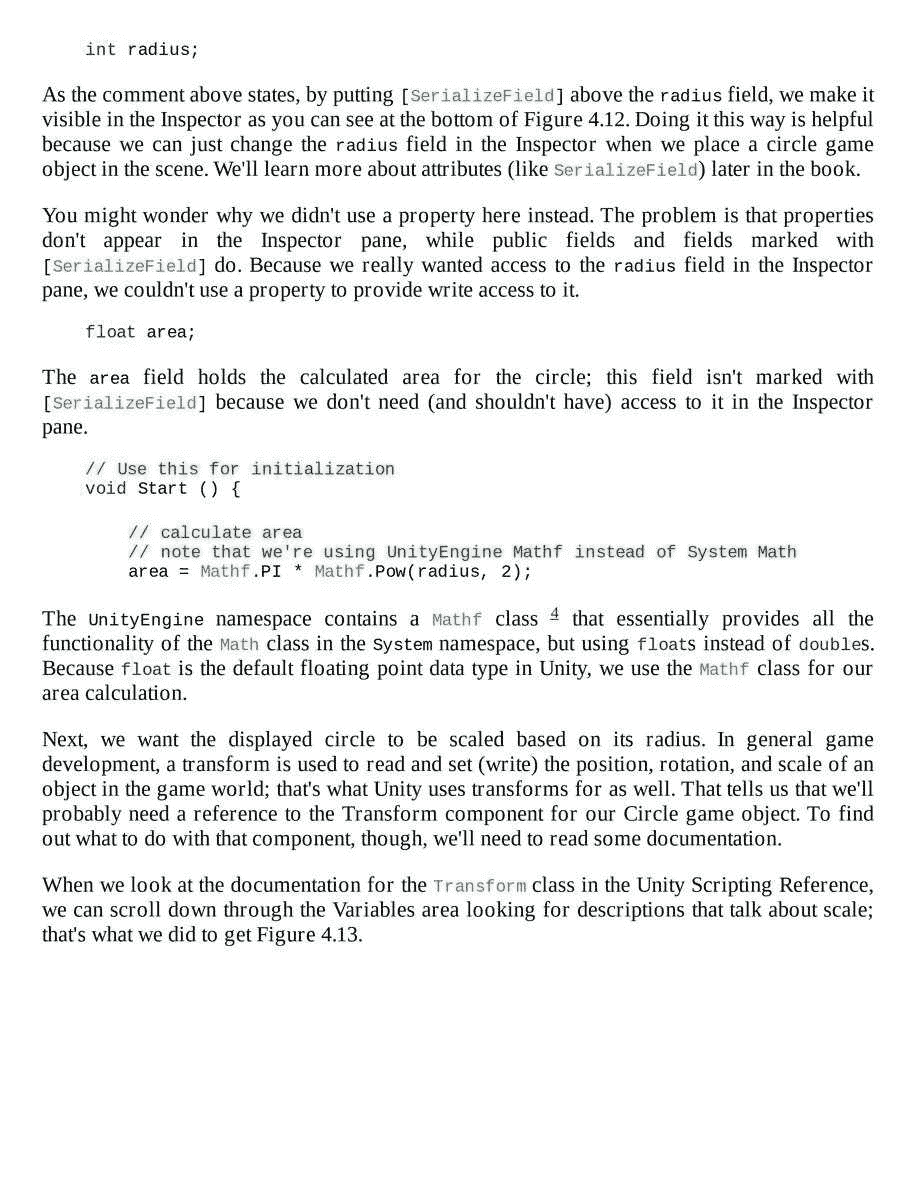 int radius;
As the comment above states, by putting [SerializeField] above the radius field, we make it
visible in the Inspector as you can see at the bottom of Figure 4.12. Doing it this way is helpful
because we can just change the radius field in the Inspector when we place a circle game
object in the scene. We'll learn more about attributes (like SerializeField) later in the book.
You might wonder why we didn't use a property here instead. The problem is that properties
don't appear in the Inspector pane, while public fields and fields marked with
[SerializeField] do. Because we really wanted access to the radius field in the Inspector
pane, we couldn't use a property to provide write access to it.
float area;
The area field holds the calculated area for the circle; this field isn't marked with
[SerializeField] because we don't need (and shouldn't have) access to it in the Inspector
pane.
// Use this for initialization
void Start () {
// calculate area
// note that we're using UnityEngine Mathf instead of System Math
area = Mathf.PI * Mathf.Pow(radius, 2);
The UnityEngine namespace contains a Mathf class 4 that essentially provides all the
functionality of the Math class in the System namespace, but using floats instead of doubles.
Because float is the default floating point data type in Unity, we use the Mathf class for our
area calculation.
Next, we want the displayed circle to be scaled based on its radius. In general game
development, a transform is used to read and set (write) the position, rotation, and scale of an
object in the game world; that's what Unity uses transforms for as well. That tells us that we'll
probably need a reference to the Transform component for our Circle game object. To find
out what to do with that component, though, we'll need to read some documentation.
When we look at the documentation for the Transform class in the Unity Scripting Reference,
we can scroll down through the Variables area looking for descriptions that talk about scale;
that's what we did to get Figure 4.13.